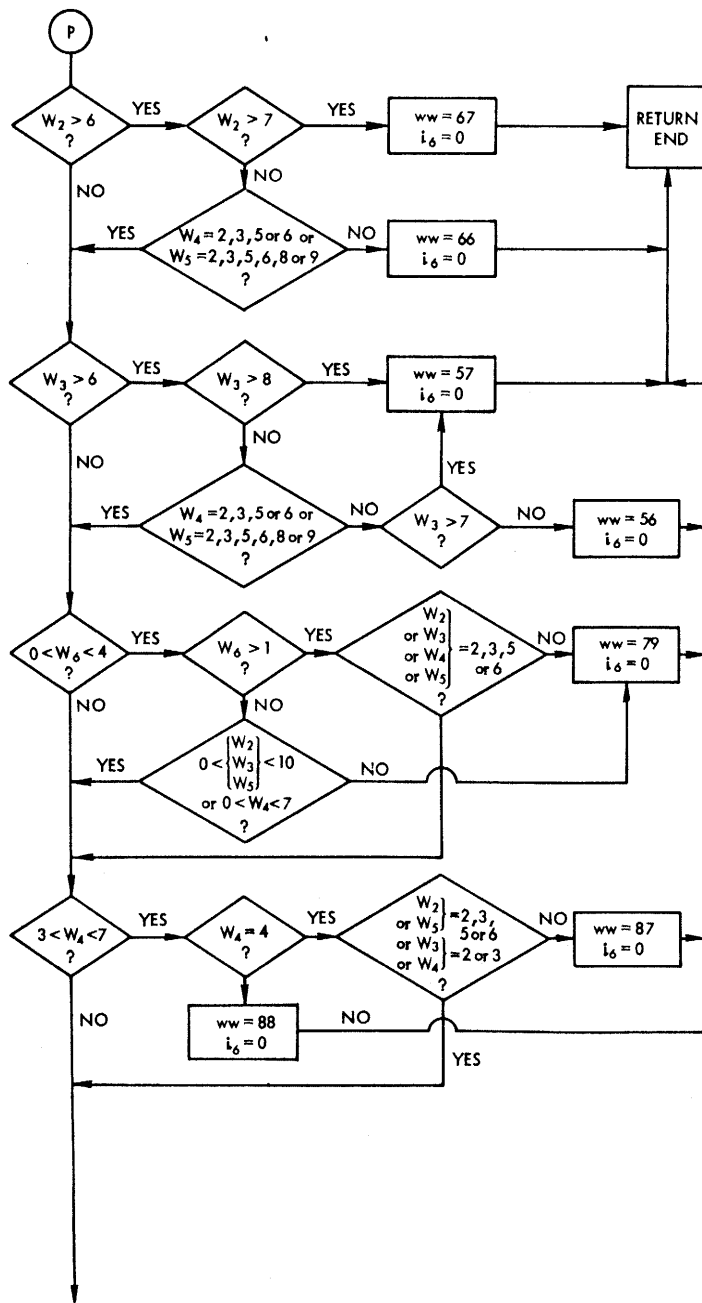 P
W₂ > 6
?
YES
W₂ > 7
?
YES
ww = 67
i₆ = 0
RETURN
END
NO
NO
YES
W₄ = 2, 3, 5 or 6 or
W₅ = 2, 3, 5, 6, 8 or 9
?
NO
ww = 66
i₆ = 0
W₃ > 6
?
YES
W₃ > 8
?
YES
ww = 57
i₆ = 0
NO
NO
YES
YES
W₄ = 2, 3, 5 or 6 or
W₅ = 2, 3, 5, 6, 8 or 9
?
NO
W₃ > 7
?
NO
ww = 56
i₆ = 0
0 < W₆ < 4
?
YES
W₆ > 1
?
YES
W₂
or W₃
or W₄
or W₅
= 2, 3, 5
or 6
?
NO
ww = 79
i₆ = 0
NO
NO
YES
0 <
W₂
W₃
W₅
< 10
or 0 < W₄ < 7
?
NO
3 < W₄ < 7
?
YES
W₄ = 4
?
YES
W₂
or W₅
= 2, 3,
5 or 6
or W₃
or W₄
= 2 or 3
?
NO
ww = 87
i₆ = 0
NO
ww = 88
i₆ = 0
NO
YES